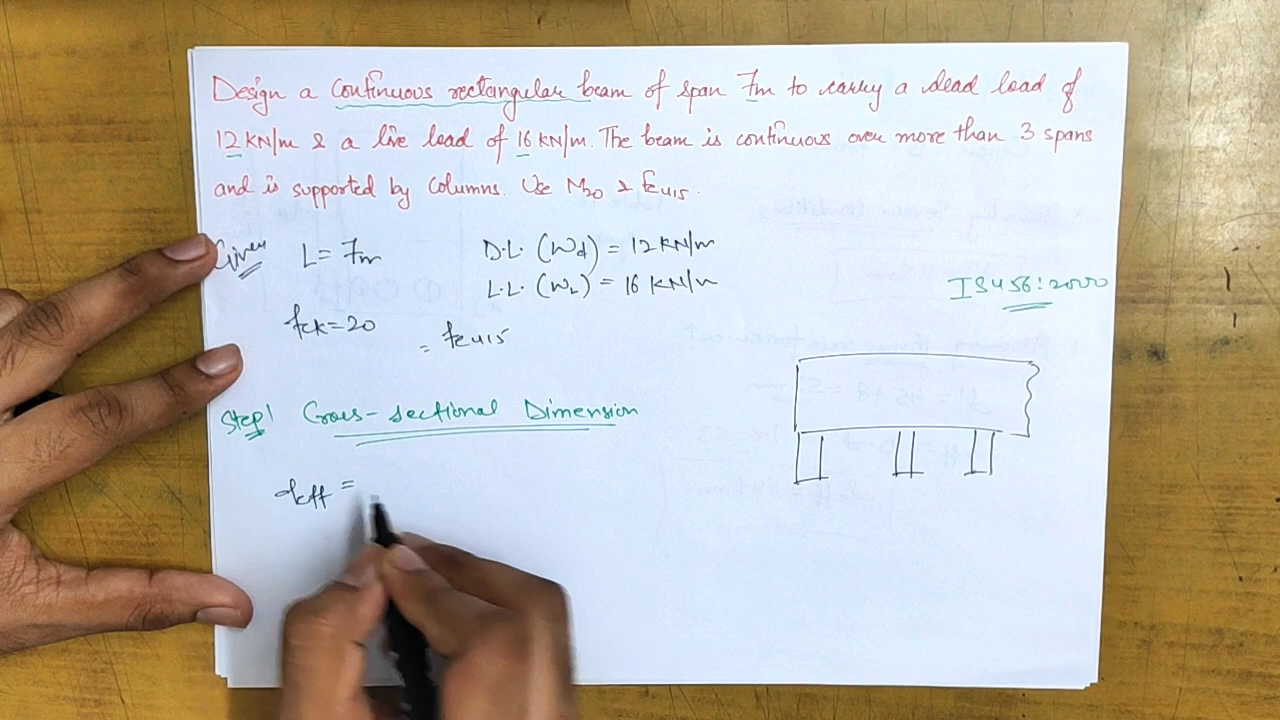 Design a continuous rectangular beam of span 7m to carry a dead load of
12 KN/m & a live load of 16 KN/m. The beam is continuous over more than 3 spans
and is supported by columns. Use M20 & Fe415.
Given L = 7m D.L. (Wd) = 12 KN/m
L.L. (WL) = 16 KN/m
IS456:2000
fck = 20 = fe415
Step 1 Cross-sectional Dimension
deff =